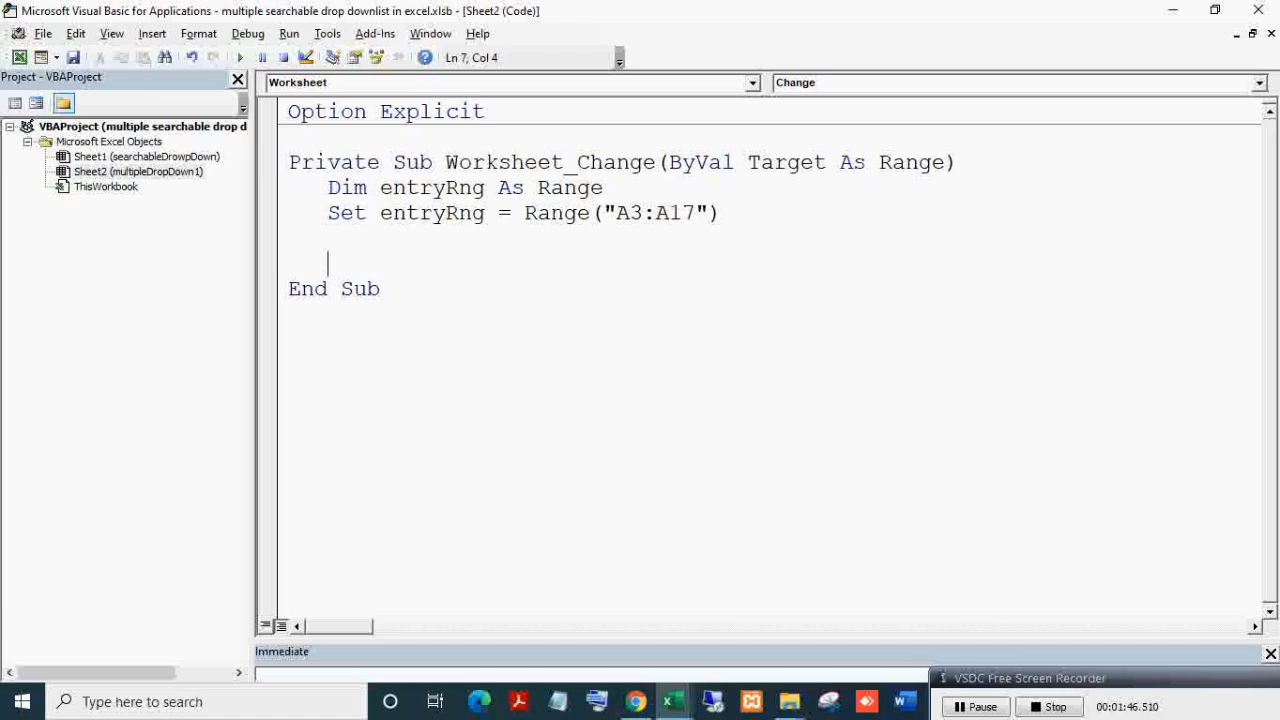 Microsoft Visual Basic for Applications - multiple searchable drop downlist in excel.xlsb - [Sheet2 (Code)]
File Edit View Insert Format Debug Run Tools Add-Ins Window Help
Ln 7, Col 4
Project - VBAProject
VBAProject (multiple searchable drop d
Microsoft Excel Objects
Sheet1 (searchableDrowpDown)
Sheet2 (multipleDropDown1)
ThisWorkbook
Worksheet
Change
Option Explicit
Private Sub Worksheet_Change(ByVal Target As Range)
Dim entryRng As Range
Set entryRng = Range("A3:A17")
End Sub
Immediate
VSDC Free Screen Recorder
Pause
Stop
00:01:46.510
Type here to search